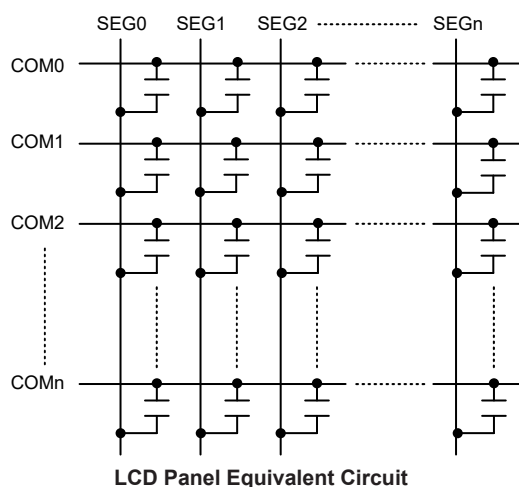 SEG0 SEG1 SEG2 SEGn
COM0
COM1
COM2
COMn
LCD Panel Equivalent Circuit